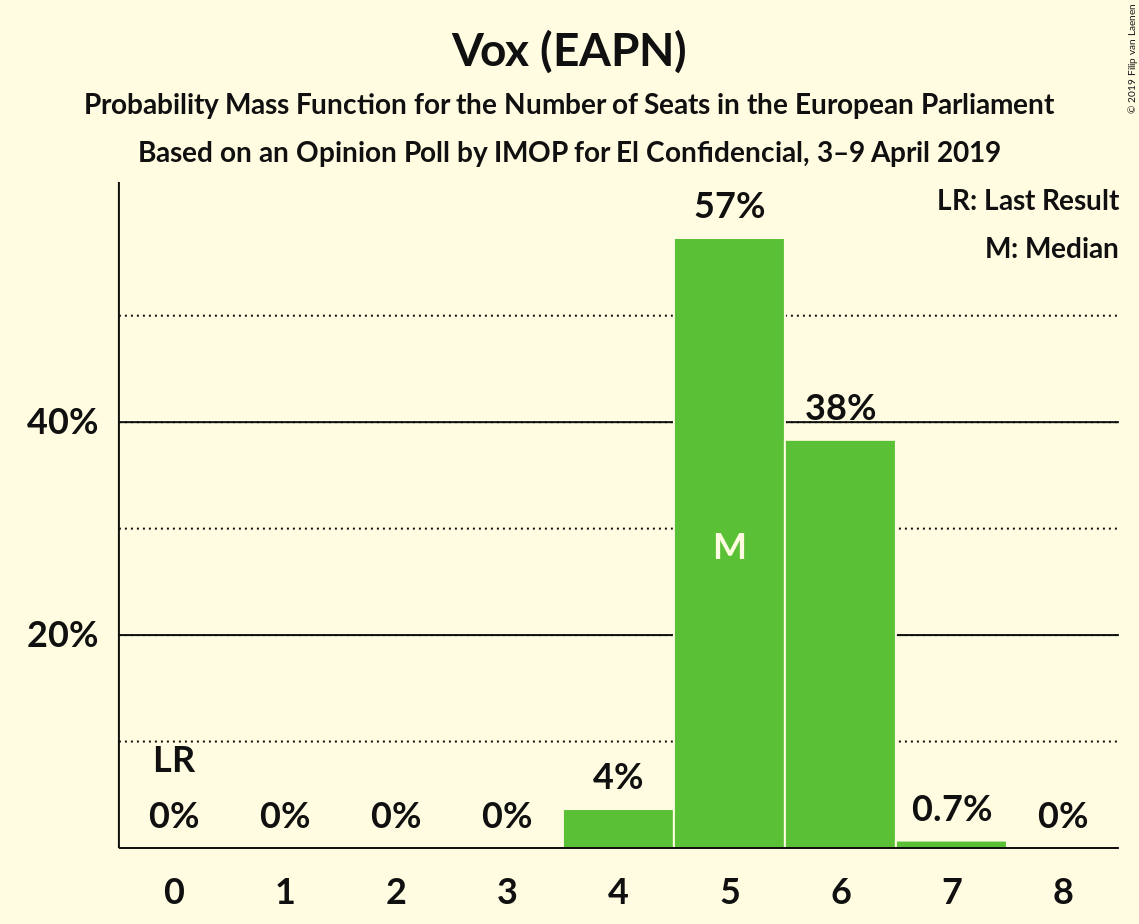 © 2019 Filip van Laenen
Vox (EAPN)
Probability Mass Function for the Number of Seats in the European Parliament
Based on an Opinion Poll by IMOP for El Confidencial, 3–9 April 2019
LR: Last Result
M: Median
57%
40%
38%
M
20%
LR
0%
0%
0%
0%
4%
0.7%
0%
0
1
2
3
4
5
6
7
8